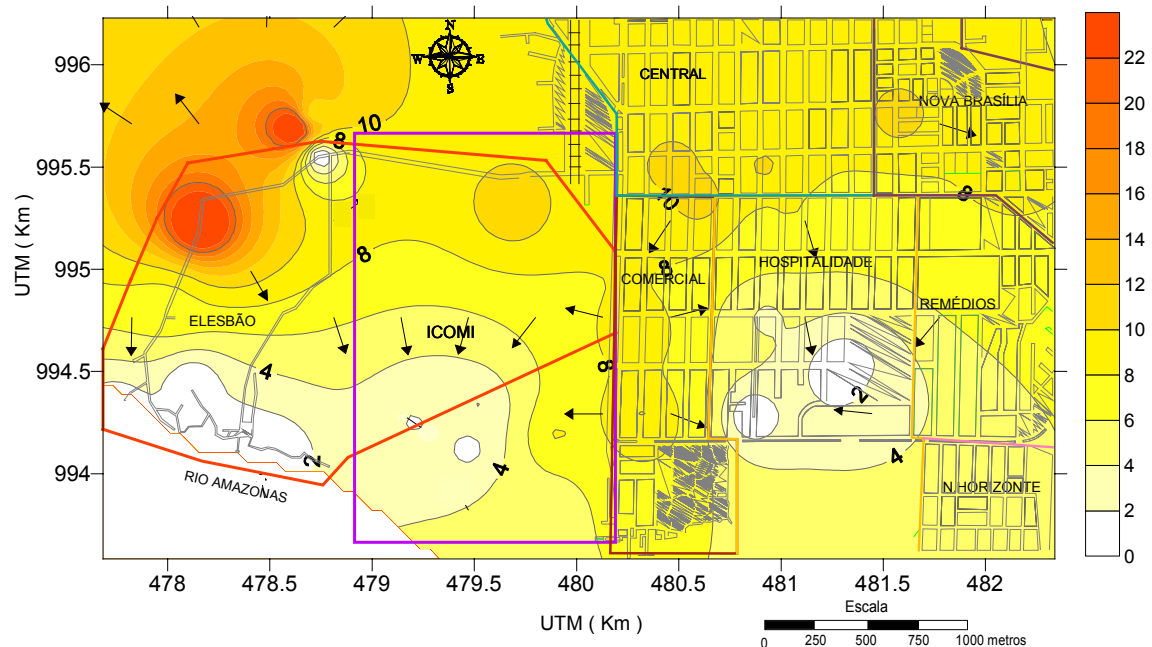 N
W
E
S
CENTRAL
NOVA BRASÍLIA
10
8
10
8
8
8
COMERCIAL
HOSPITALIDADE
REMÉDIOS
ELESBÃO
ICOMI
4
8
2
4
2
4
RIO AMAZONAS
N.HORIZONTE
996
995.5
995
994.5
994
UTM ( Km )
478
478.5
479
479.5
480
480.5
481
481.5
482
UTM ( Km )
22
20
18
16
14
12
10
8
6
4
2
0
Escala
0 250 500 750 1000 metros